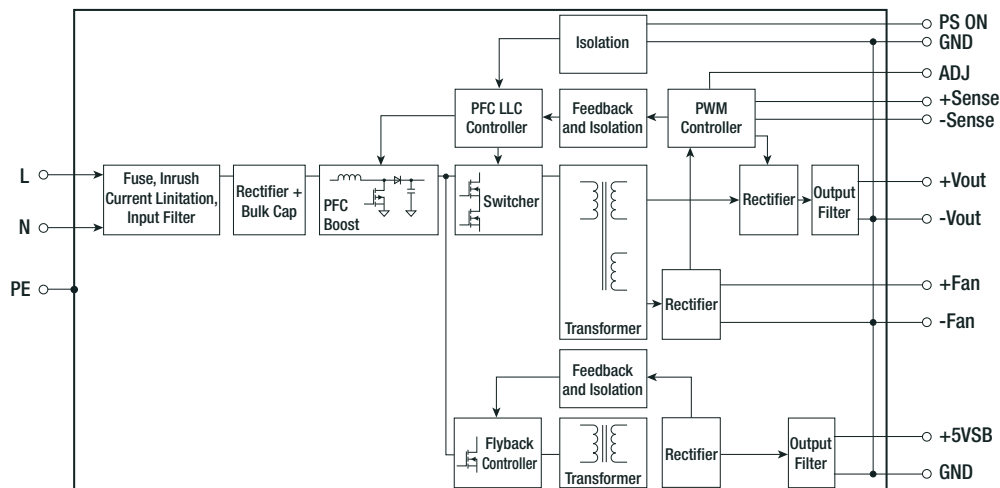 PS ON
GND
Isolation
ADJ
+Sense
-Sense
PFC LLC
Controller
Feedback
and Isolation
PWM
Controller
L
N
PE
Fuse, Inrush
Current Linitation,
Input Filter
Rectifier +
Bulk Cap
PFC
Boost
Switcher
Transformer
Rectifier
Output
Filter
+Vout
-Vout
Rectifier
+Fan
-Fan
Feedback
and Isolation
Flyback
Controller
Transformer
Rectifier
Output
Filter
+5VSB
GND